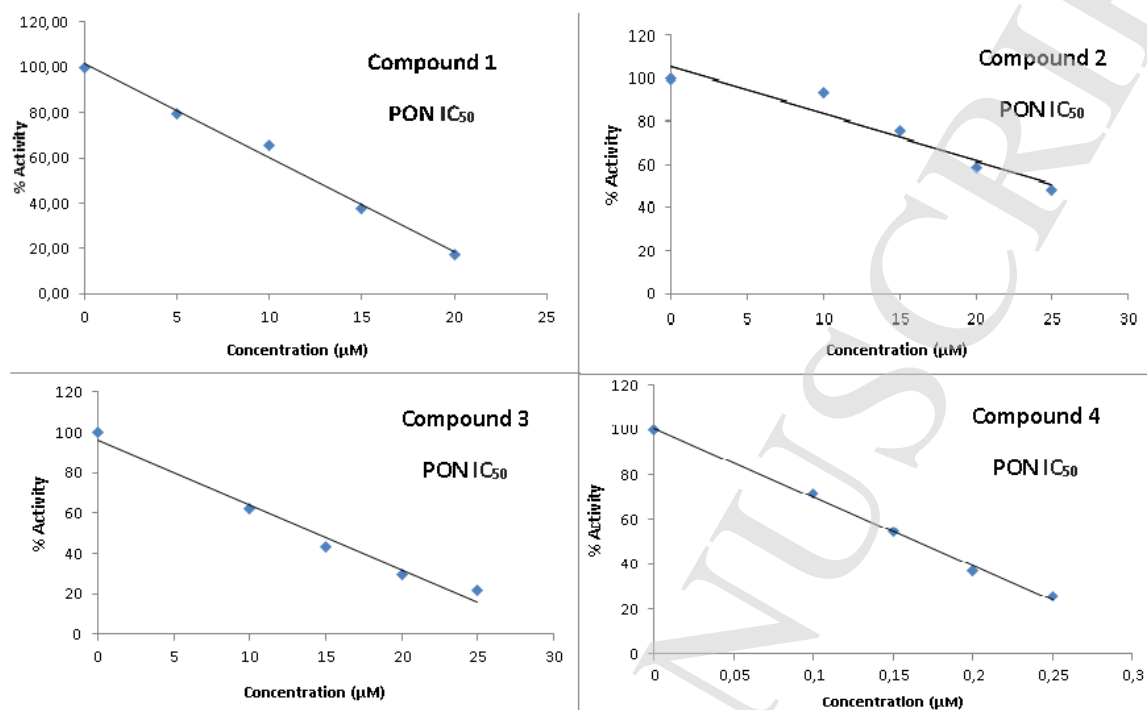 120,00
100,00
80,00
60,00
40,00
20,00
0,00
% Activity
Compound 1
PON IC50
0 5 10 15 20 25
Concentration (µM)
120
100
80
60
40
20
0
% Activity
Compound 2
PON IC50
0 5 10 15 20 25 30
Concentration (µM)
120
100
80
60
40
20
0
% Activity
Compound 3
PON IC50
0 5 10 15 20 25 30
Concentration (µM)
120
100
80
60
40
20
0
% Activity
Compound 4
PON IC50
0 0,05 0,1 0,15 0,2 0,25 0,3
Concentration (µM)
NUSCRI